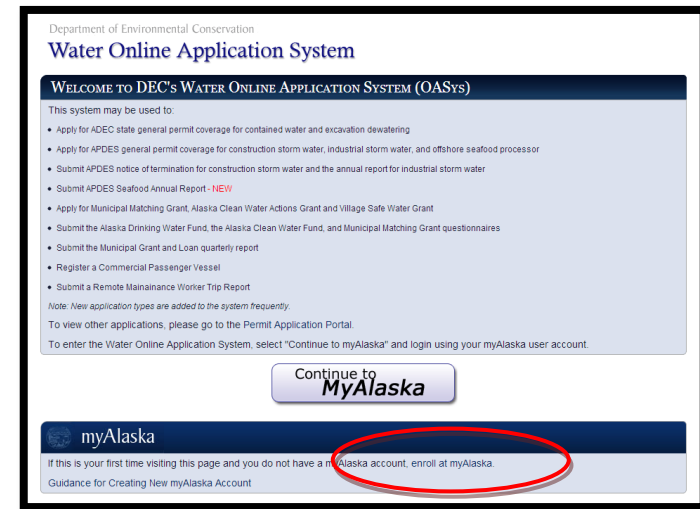 Department of Environmental Conservation
Water Online Application System
WELCOME TO DEC'S WATER ONLINE APPLICATION SYSTEM (OASYS)
This system may be used to:
• Apply for ADEC state general permit coverage for contained water and excavation dewatering
• Apply for APDES general permit coverage for construction storm water, industrial storm water, and offshore seafood processor
• Submit APDES notice of termination for construction storm water and the annual report for industrial storm water
• Submit APDES Seafood Annual Report - NEW
• Apply for Municipal Matching Grant, Alaska Clean Water Actions Grant and Village Safe Water Grant
• Submit the Alaska Drinking Water Fund, the Alaska Clean Water Fund, and Municipal Matching Grant questionnaires
• Submit the Municipal Grant and Loan quarterly report
• Register a Commercial Passenger Vessel
• Submit a Remote Mainainance Worker Trip Report
Note: New application types are added to the system frequently.
To view other applications, please go to the Permit Application Portal.
To enter the Water Online Application System, select "Continue to myAlaska" and login using your myAlaska user account.
Continue to
MyAlaska
myAlaska
If this is your first time visiting this page and you do not have a myAlaska account, enroll at myAlaska.
Guidance for Creating New myAlaska Account